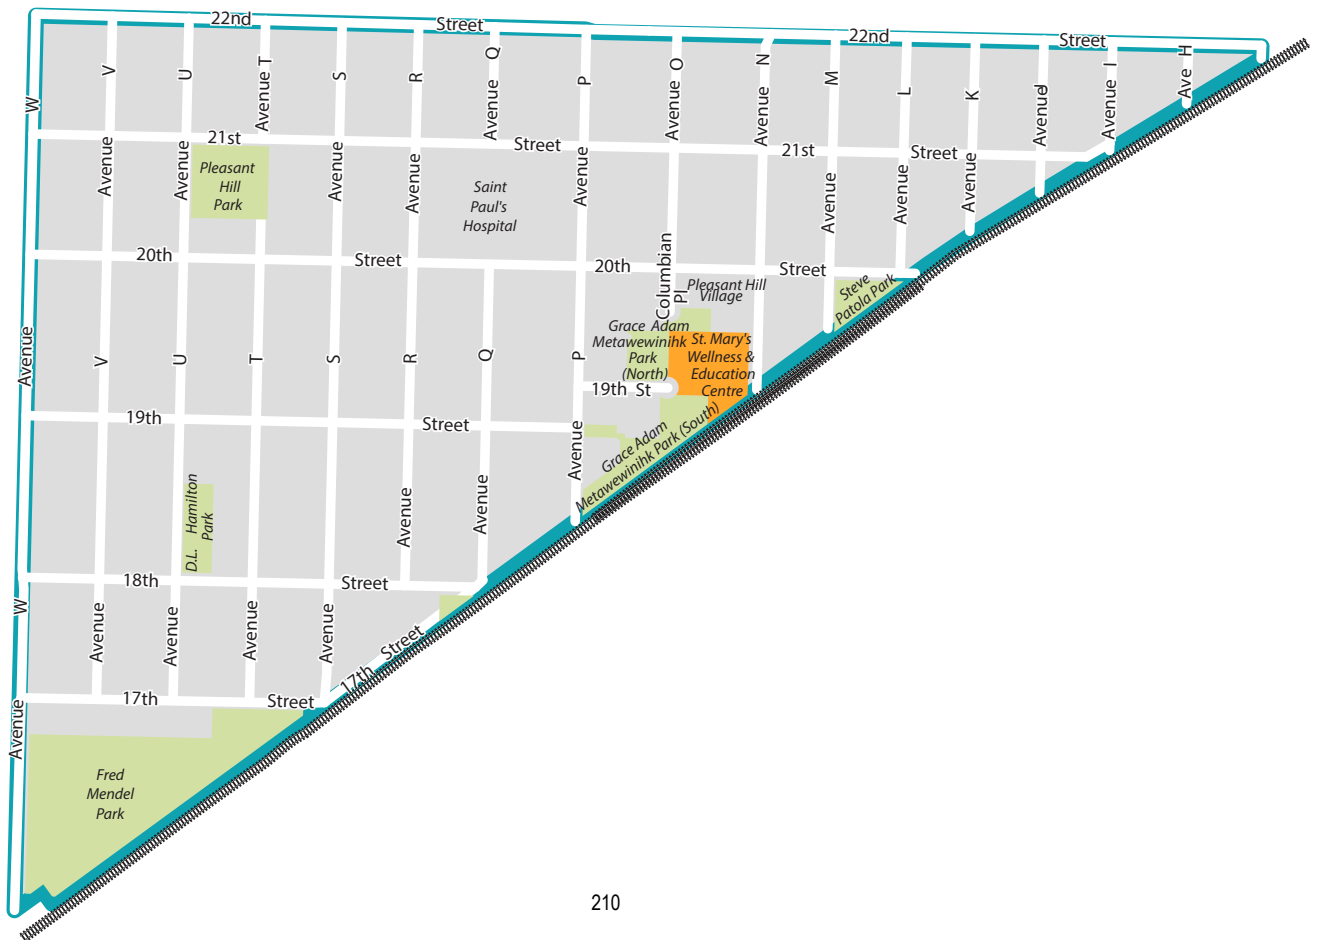 22nd
Street
22nd
Street
W
V
U
Avenue T
S
R
Avenue Q
P
Avenue O
Avenue N
M
L
K
Avenue J
Avenue I
Ave H
21st
Street
21st
Street
Avenue
Avenue
Avenue
Avenue
Avenue
Avenue
Avenue
Avenue
Pleasant
Hill
Park
Saint
Paul's
Hospital
20th
Street
20th
Street
Columbian
Pl
Pleasant Hill
Village
Steve
Patola Park
Grace Adam
Metawewinihk
Park
(North)
St. Mary's
Wellness &
Education
Centre
Avenue
V
U
T
S
R
Q
P
19th St
19th
Street
Grace Adam
Metawewinihk Park (South)
Avenue
Avenue
Avenue
D.L. Hamilton
Park
18th
Street
W
Avenue
Avenue
Avenue
Avenue
17th Street
17th
Street
Avenue
Fred
Mendel
Park
210